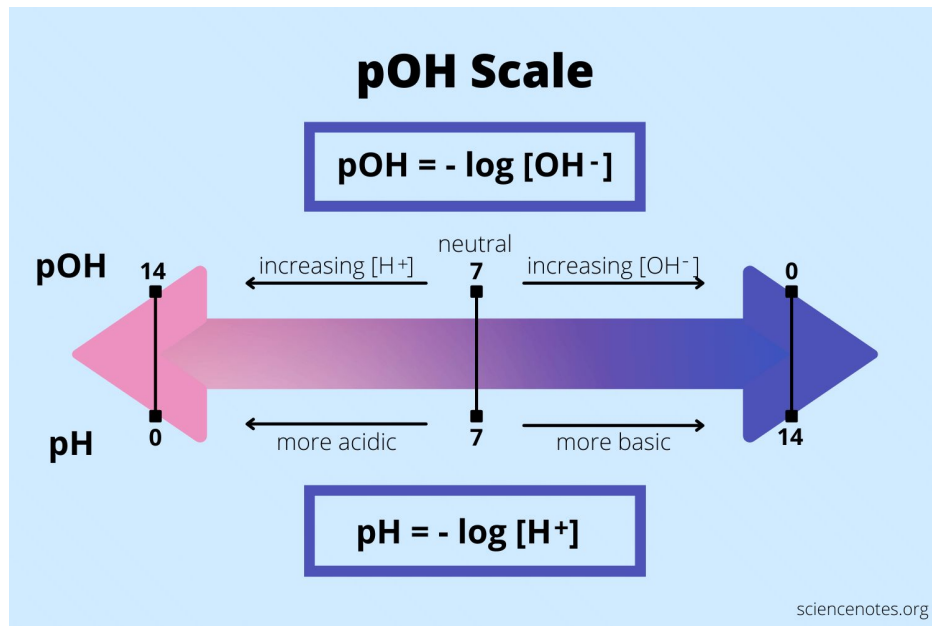 pOH Scale
pOH = - log [OH⁻]
neutral
pOH 14 increasing [H⁺] 7 increasing [OH⁻] 0
pH 0 more acidic 7 more basic 14
pH = - log [H⁺]
sciencenotes.org